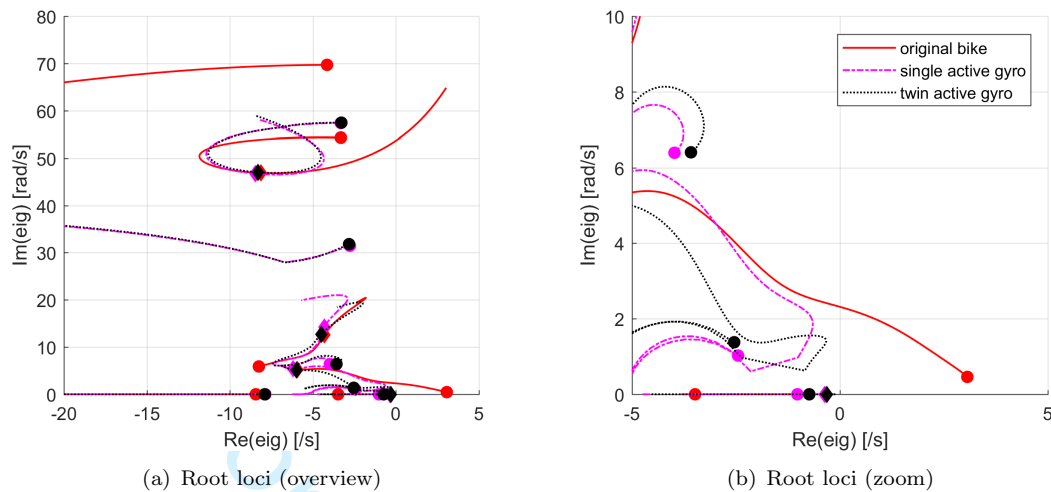 80
70
60
50
40
30
20
10
0
Im(eig) [rad/s]
-20 -15 -10 -5 0 5
Re(eig) [/s]
(a) Root loci (overview)
10
8
6
4
2
0
Im(eig) [rad/s]
original bike
single active gyro
twin active gyro
-5 0 5
Re(eig) [/s]
(b) Root loci (zoom)